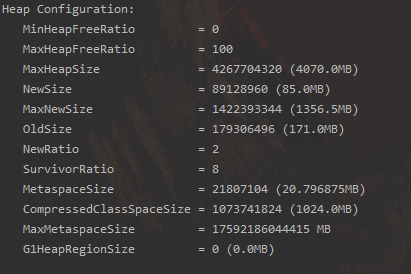 Heap Configuration:
MinHeapFreeRatio = 0
MaxHeapFreeRatio = 100
MaxHeapSize = 4267704320 (4070.0MB)
NewSize = 89128960 (85.0MB)
MaxNewSize = 1422393344 (1356.5MB)
OldSize = 179306496 (171.0MB)
NewRatio = 2
SurvivorRatio = 8
MetaspaceSize = 21807104 (20.796875MB)
CompressedClassSpaceSize = 1073741824 (1024.0MB)
MaxMetaspaceSize = 17592186044415 MB
G1HeapRegionSize = 0 (0.0MB)